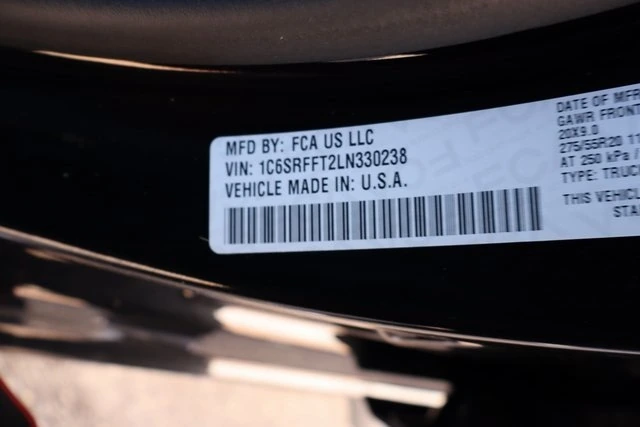 MFD BY: FCA US LLC
VIN: 1C6SRFFT2LN330238
VEHICLE MADE IN: U.S.A.
DATE OF MFR
GAWR FRONT
20X9.0
275/55R20 11
AT 250 kPa /
TYPE: TRUC
THIS VEHICL
STA